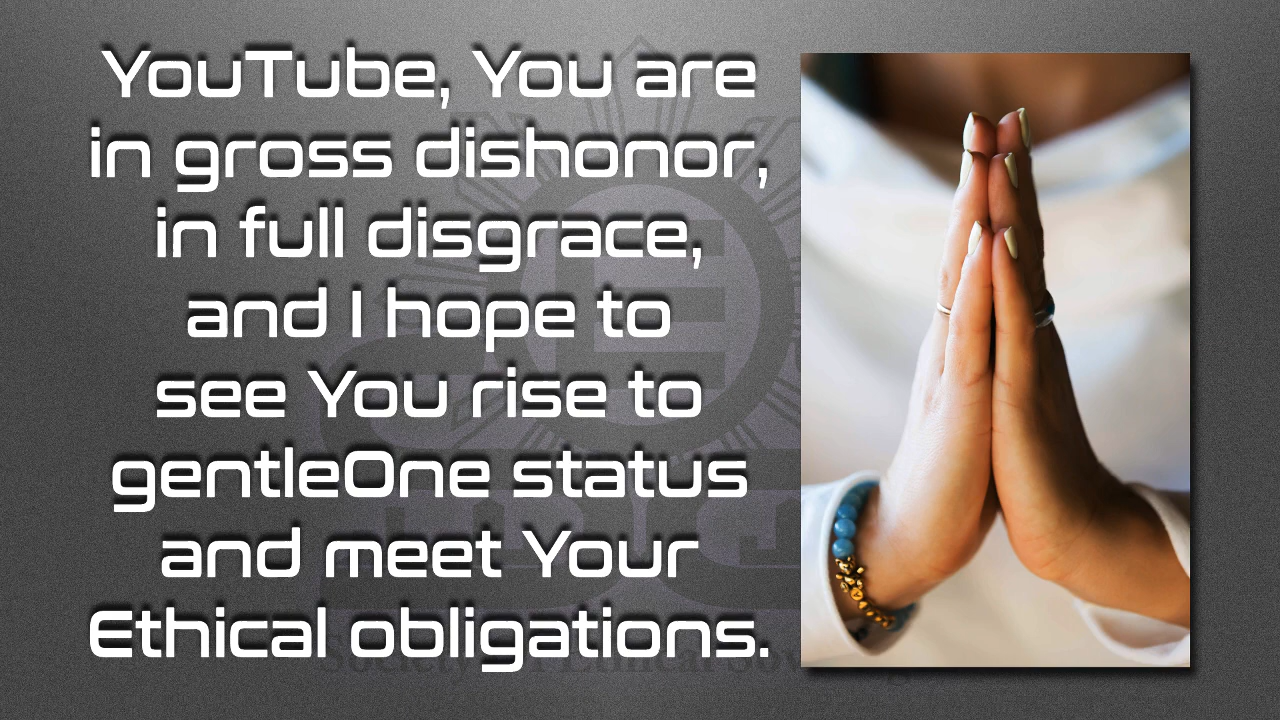 YouTube, You are
in gross dishonor,
in full disgrace,
and I hope to
see You rise to
gentleOne status
and meet Your
Ethical obligations.